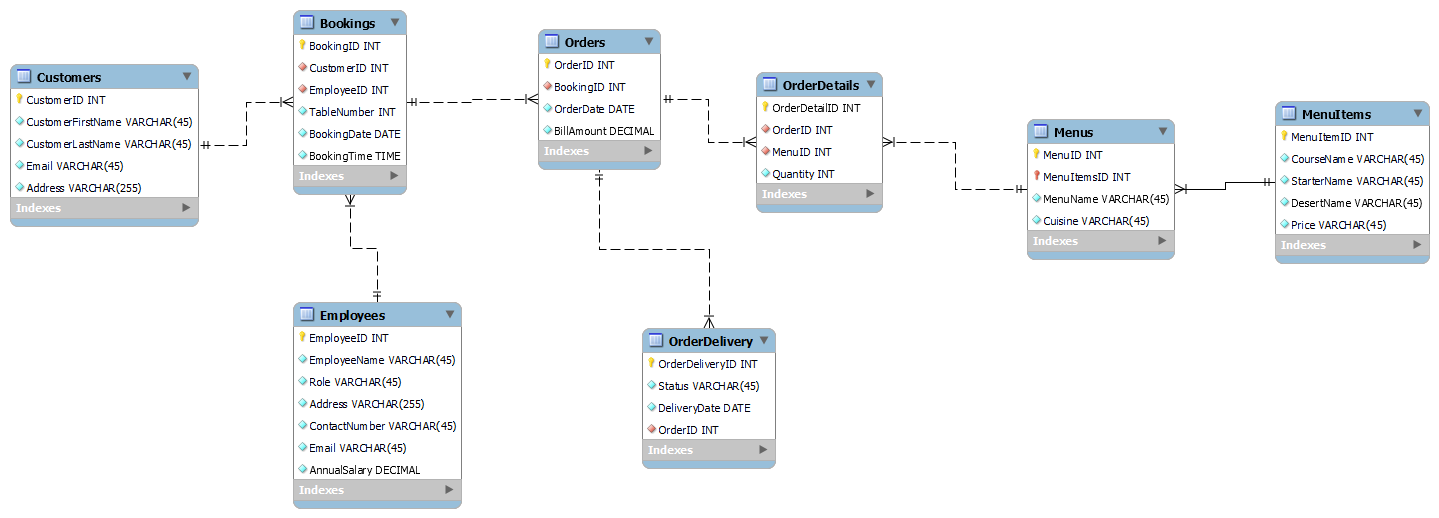 Customers
CustomerID INT
CustomerFirstName VARCHAR(45)
CustomerLastName VARCHAR(45)
Email VARCHAR(45)
Address VARCHAR(255)
Indexes
Bookings
BookingID INT
CustomerID INT
EmployeeID INT
TableNumber INT
BookingDate DATE
BookingTime TIME
Indexes
Employees
EmployeeID INT
EmployeeName VARCHAR(45)
Role VARCHAR(45)
Address VARCHAR(255)
ContactNumber VARCHAR(45)
Email VARCHAR(45)
AnnualSalary DECIMAL
Indexes
Orders
OrderID INT
BookingID INT
OrderDate DATE
BillAmount DECIMAL
Indexes
OrderDelivery
OrderDeliveryID INT
Status VARCHAR(45)
DeliveryDate DATE
OrderID INT
Indexes
OrderDetails
OrderDetailID INT
OrderID INT
MenuID INT
Quantity INT
Indexes
Menus
MenuID INT
MenuItemsID INT
MenuName VARCHAR(45)
Cuisine VARCHAR(45)
Indexes
MenuItems
MenuItemID INT
CourseName VARCHAR(45)
StarterName VARCHAR(45)
DesertName VARCHAR(45)
Price VARCHAR(45)
Indexes